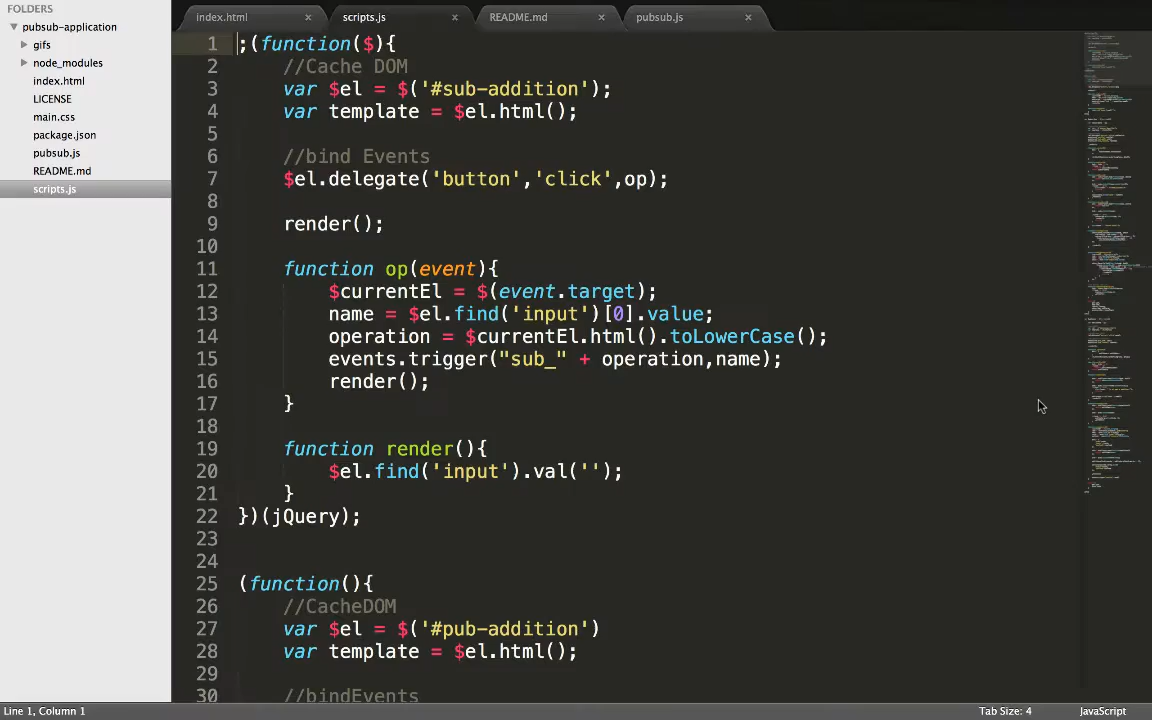 FOLDERS
pubsub-application
gifs
node_modules
index.html
LICENSE
main.css
package.json
pubsub.js
README.md
scripts.js
index.html × scripts.js × README.md × pubsub.js ×
1 ;(function($){
2 //Cache DOM
3 var $el = $('#sub-addition');
4 var template = $el.html();
5
6 //bind Events
7 $el.delegate('button','click',op);
8
9 render();
10
11 function op(event){
12 $currentEl = $(event.target);
13 name = $el.find('input')[0].value;
14 operation = $currentEl.html().toLowerCase();
15 events.trigger("sub_" + operation,name);
16 render();
17 }
18
19 function render(){
20 $el.find('input').val('');
21 }
22 })(jQuery);
23
24
25 (function(){
26 //CacheDOM
27 var $el = $('#pub-addition')
28 var template = $el.html();
29
30 //bindEvents
Line 1, Column 1 Tab Size: 4 JavaScript